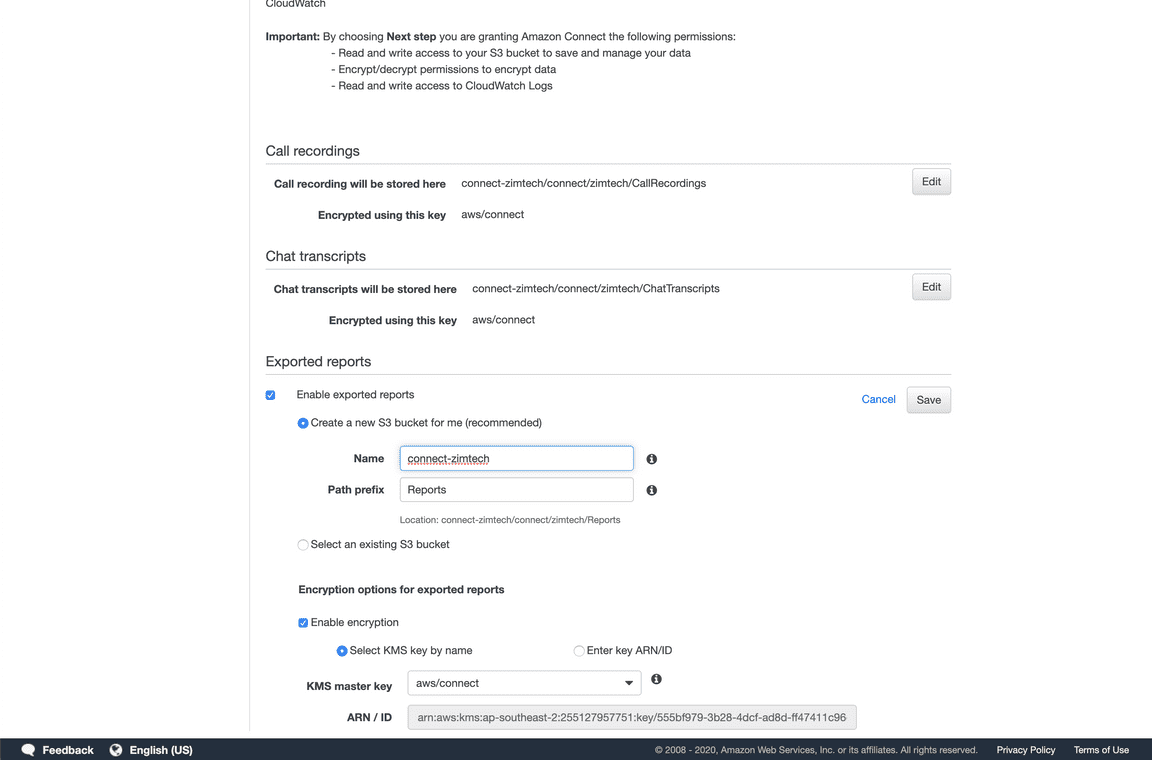 CloudWatch
Important: By choosing Next step you are granting Amazon Connect the following permissions:
- Read and write access to your S3 bucket to save and manage your data
- Encrypt/decrypt permissions to encrypt data
- Read and write access to CloudWatch Logs
Call recordings
Call recording will be stored here connect-zimtech/connect/zimtech/CallRecordings Edit
Encrypted using this key aws/connect
Chat transcripts
Chat transcripts will be stored here connect-zimtech/connect/zimtech/ChatTranscripts Edit
Encrypted using this key aws/connect
Exported reports
Enable exported reports Cancel Save
Create a new S3 bucket for me (recommended)
Name connect-zimtech
Path prefix Reports
Location: connect-zimtech/connect/zimtech/Reports
Select an existing S3 bucket
Encryption options for exported reports
Enable encryption
Select KMS key by name Enter key ARN/ID
KMS master key aws/connect
ARN / ID arn:aws:kms:ap-southeast-2:255127957751:key/555bf979-3b28-4dcf-ad8d-ff47411c96
Feedback English (US) © 2008 - 2020, Amazon Web Services, Inc. or its affiliates. All rights reserved. Privacy Policy Terms of Use